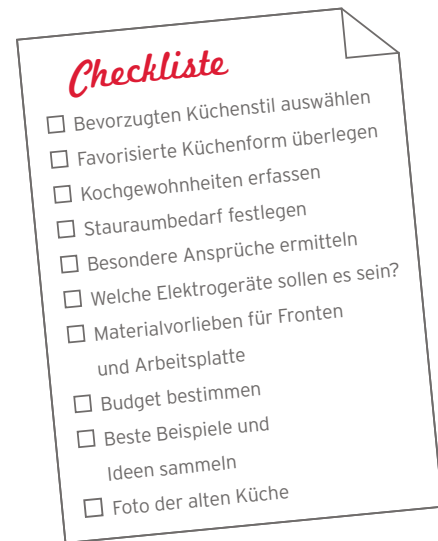 Checkliste
☐ Bevorzugten Küchenstil auswählen
☐ Favorisierte Küchenform überlegen
☐ Kochgewohnheiten erfassen
☐ Stauraumbedarf festlegen
☐ Besondere Ansprüche ermitteln
☐ Welche Elektrogeräte sollen es sein?
☐ Materialvorlieben für Fronten
und Arbeitsplatte
☐ Budget bestimmen
☐ Beste Beispiele und
Ideen sammeln
☐ Foto der alten Küche